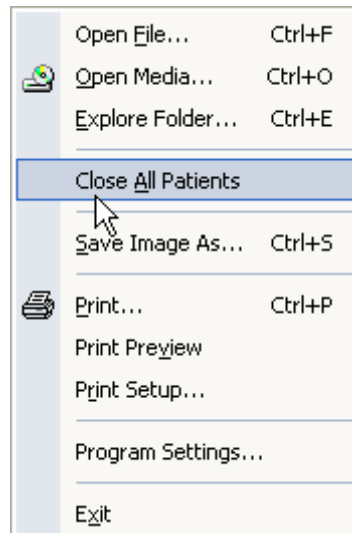 Open File... Ctrl+F
Open Media... Ctrl+O
Explore Folder... Ctrl+E
Close All Patients
Save Image As... Ctrl+S
Print... Ctrl+P
Print Preview
Print Setup...
Program Settings...
Exit